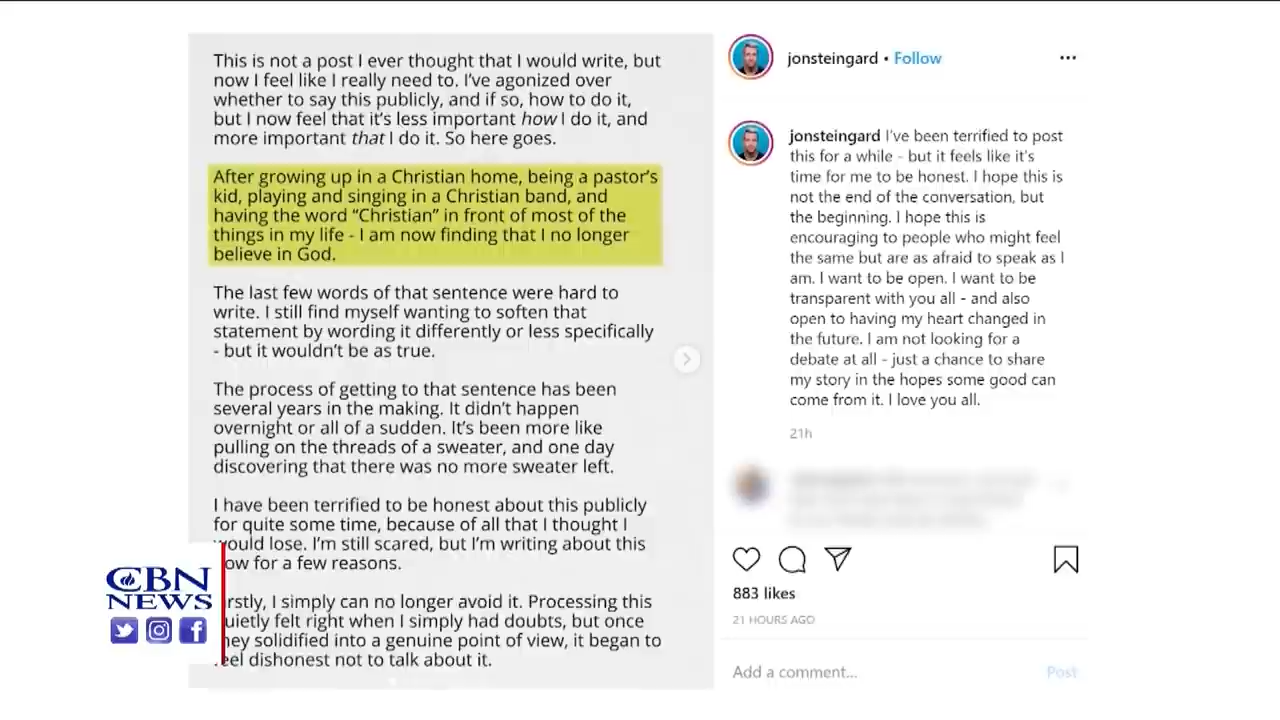 This is not a post I ever thought that I would write, but
now I feel like I really need to. I've agonized over
whether to say this publicly, and if so, how to do it,
but I now feel that it's less important how I do it, and
more important that I do it. So here goes.
After growing up in a Christian home, being a pastor's
kid, playing and singing in a Christian band, and
having the word “Christian” in front of most of the
things in my life - I am now finding that I no longer
believe in God.
The last few words of that sentence were hard to
write. I still find myself wanting to soften that
statement by wording it differently or less specifically
- but it wouldn't be as true.
The process of getting to that sentence has been
several years in the making. It didn't happen
overnight or all of a sudden. It's been more like
pulling on the threads of a sweater, and one day
discovering that there was no more sweater left.
I have been terrified to be honest about this publicly
for quite some time, because of all that I thought I
would lose. I'm still scared, but I'm writing about this
ow for a few reasons.
rstly, I simply can no longer avoid it. Processing this
uietly felt right when I simply had doubts, but once
hey solidified into a genuine point of view, it began to
eel dishonest not to talk about it.
CBN
NEWS
jonsteingard • Follow
jonsteingard I've been terrified to post
this for a while - but it feels like it's
time for me to be honest. I hope this is
not the end of the conversation, but
the beginning. I hope this is
encouraging to people who might feel
the same but are as afraid to speak as I
am. I want to be open. I want to be
transparent with you all - and also
open to having my heart changed in
the future. I am not looking for a
debate at all - just a chance to share
my story in the hopes some good can
come from it. I love you all.
21h
883 likes
21 HOURS AGO
Add a comment... Post